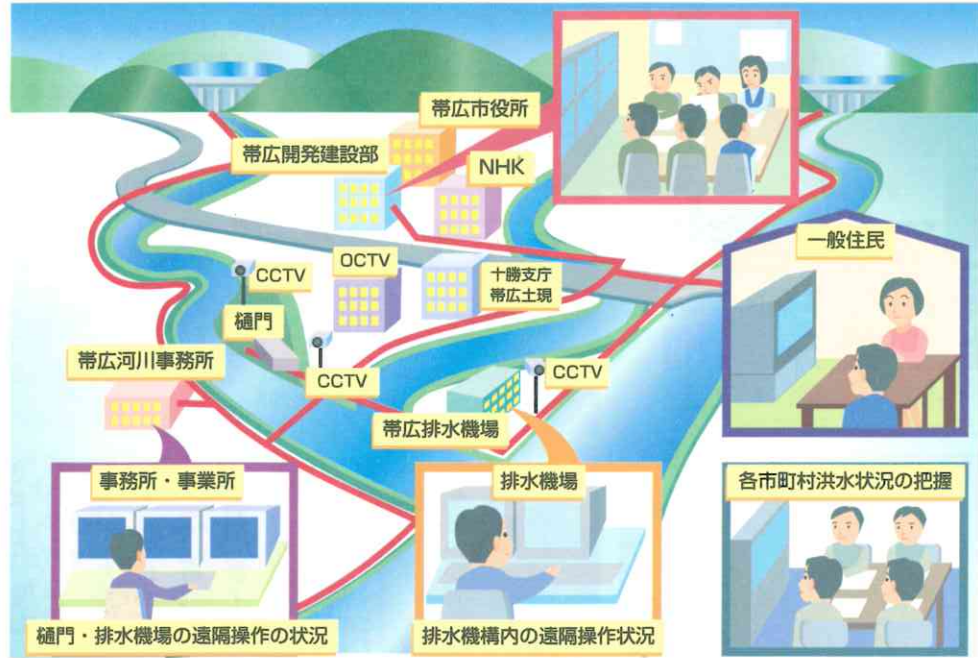 帯広市役所
帯広開発建設部
NHK
一般住民
CCTV
OCTV
十勝支庁
帯広土現
樋門
帯広河川事務所
CCTV
CCTV
帯広排水機場
事務所・事業所
排水機場
各市町村洪水状況の把握
樋門・排水機場の遠隔操作の状況
排水機構内の遠隔操作状況